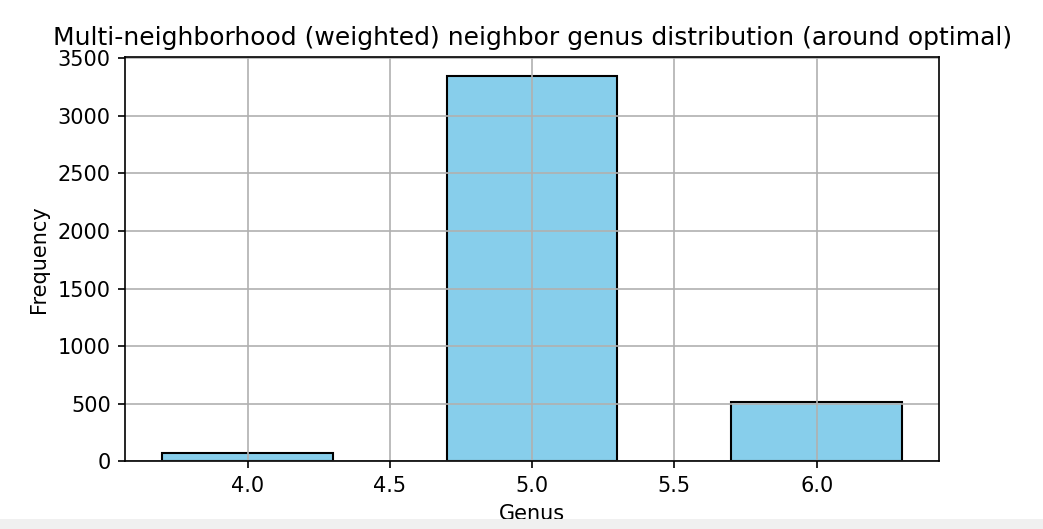 Multi-neighborhood (weighted) neighbor genus distribution (around optimal)
3500
3000
2500
2000
1500
1000
500
0
Frequency
4.0 4.5 5.0 5.5 6.0
Genus